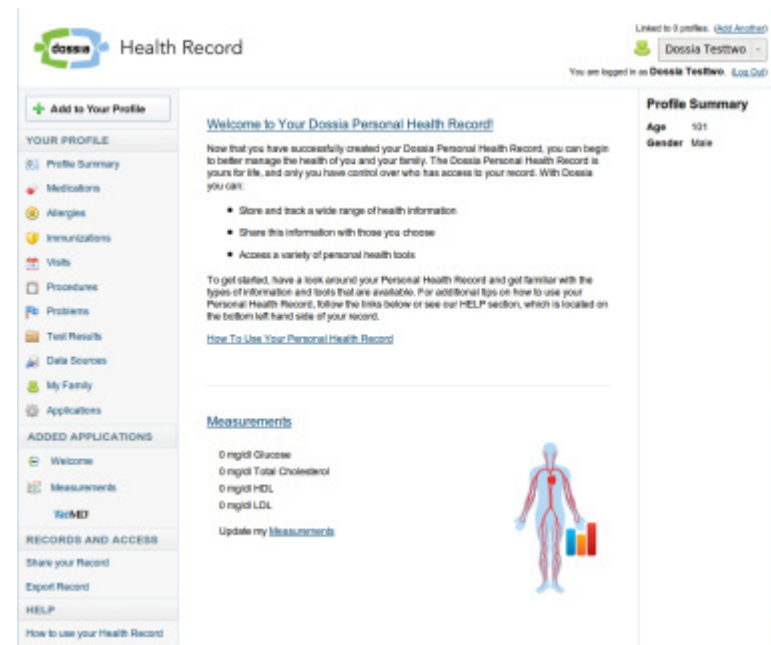 dossia Health Record
Linked to 0 profiles. (Add Another)
Dossia Testtwo
You are logged in as Dossia Testtwo. (Log Out)
Add to Your Profile
YOUR PROFILE
Profile Summary
Medications
Allergies
Immunizations
Visits
Procedures
Problems
Test Results
Data Sources
My Family
Applications
ADDED APPLICATIONS
Welcome
Measurements
RECORDS AND ACCESS
Share your Record
Export Record
HELP
How to use your Health Record
Welcome to Your Dossia Personal Health Record!
Now that you have successfully created your Dossia Personal Health Record, you can begin
to better manage the health of you and your family. The Dossia Personal Health Record is
yours for life, and only you have control over who has access to your record. With Dossia
you can:
• Store and track a wide range of health information
• Share this information with those you choose
• Access a variety of personal health tools
To get started, have a look around your Personal Health Record and get familiar with the
types of information and tools that are available. For additional tips on how to use your
Personal Health Record, follow the links below or see our HELP section, which is located on
the bottom left hand side of your record.
How To Use Your Personal Health Record
Measurements
0 mg/dl Glucose
0 mg/dl Total Cholesterol
0 mg/dl HDL
0 mg/dl LDL
Update my Measurements
Profile Summary
Age 101
Gender Male